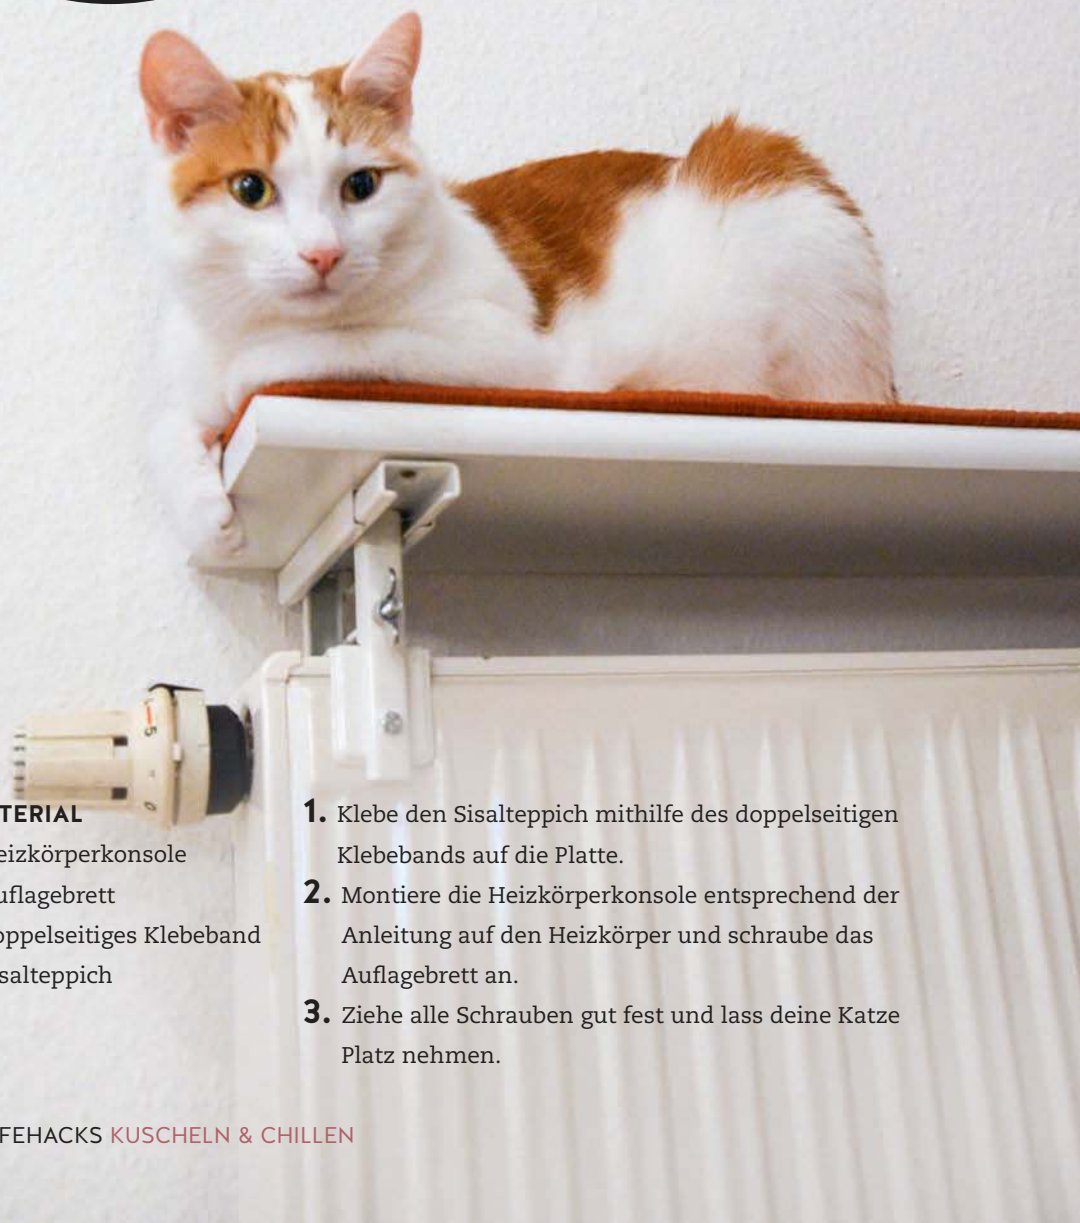 TERIAL
eizkörperkonsole
uflagebrett
oppelseitiges Klebeband
salteppich
1. Klebe den Sisalteppich mithilfe des doppelseitigen
Klebebands auf die Platte.
2. Montiere die Heizkörperkonsole entsprechend der
Anleitung auf den Heizkörper und schraube das
Auflagebrett an.
3. Ziehe alle Schrauben gut fest und lass deine Katze
Platz nehmen.
FEHACKS KUSCHELN & CHILLEN
5
0